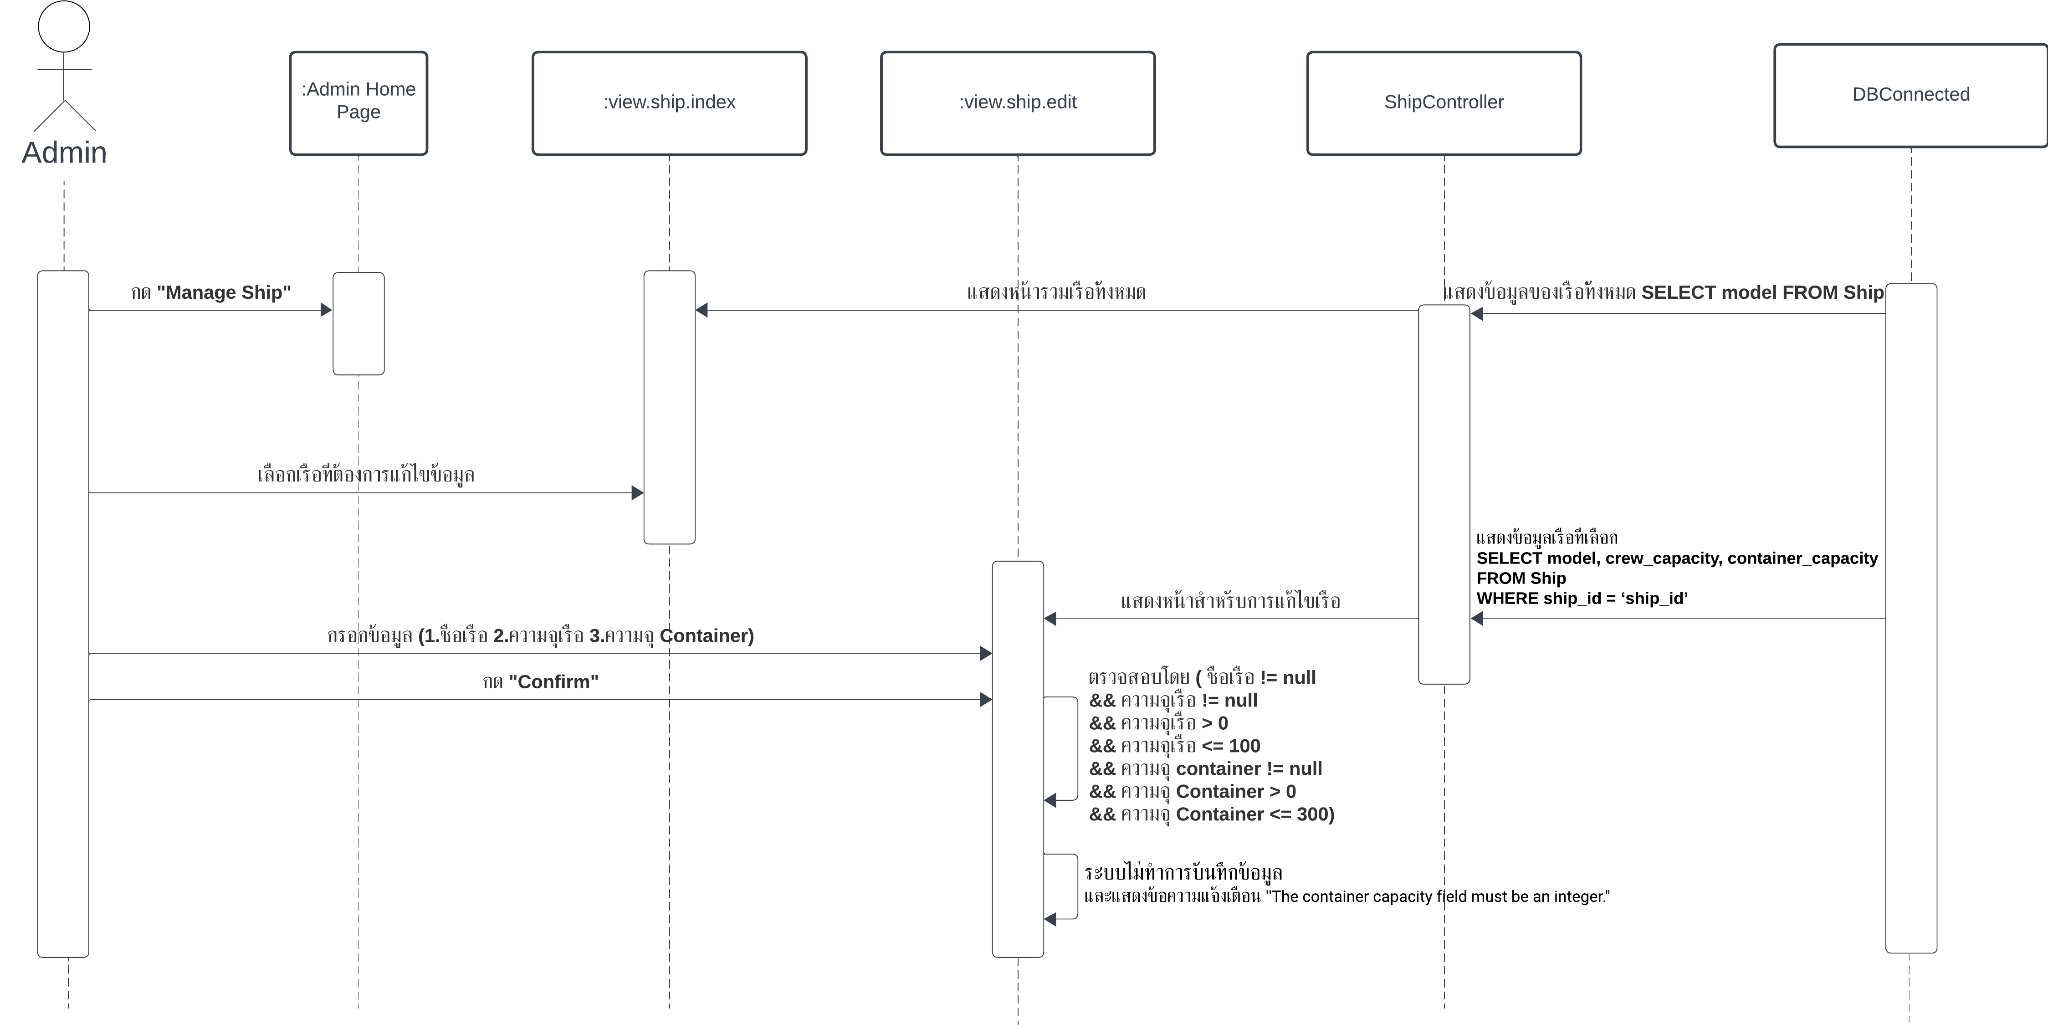 :Admin Home
Page
:view.ship.index
:view.ship.edit
ShipController
DBConnected
Admin
กด "Manage Ship"
แสดงหน้ารวมเรือทั้งหมด
แสดงข้อมูลของเรือทั้งหมด SELECT model FROM Ship
เลือกเรือที่ต้องการแก้ไขข้อมูล
แสดงข้อมูลเรือที่เลือก
SELECT model, crew_capacity, container_capacity
FROM Ship
WHERE ship_id = ‘ship_id’
แสดงหน้าสำหรับการแก้ไขเรือ
กรอกข้อมูล (1.ชื่อเรือ 2.ความจุเรือ 3.ความจุ Container)
กด "Confirm"
ตรวจสอบโดย ( ชื่อเรือ != null
&& ความจุเรือ != null
&& ความจุเรือ > 0
&& ความจุเรือ <= 100
&& ความจุ container != null
&& ความจุ Container > 0
&& ความจุ Container <= 300)
ระบบไม่ทำการบันทึกข้อมูล
และแสดงข้อความแจ้งเตือน "The container capacity field must be an integer."